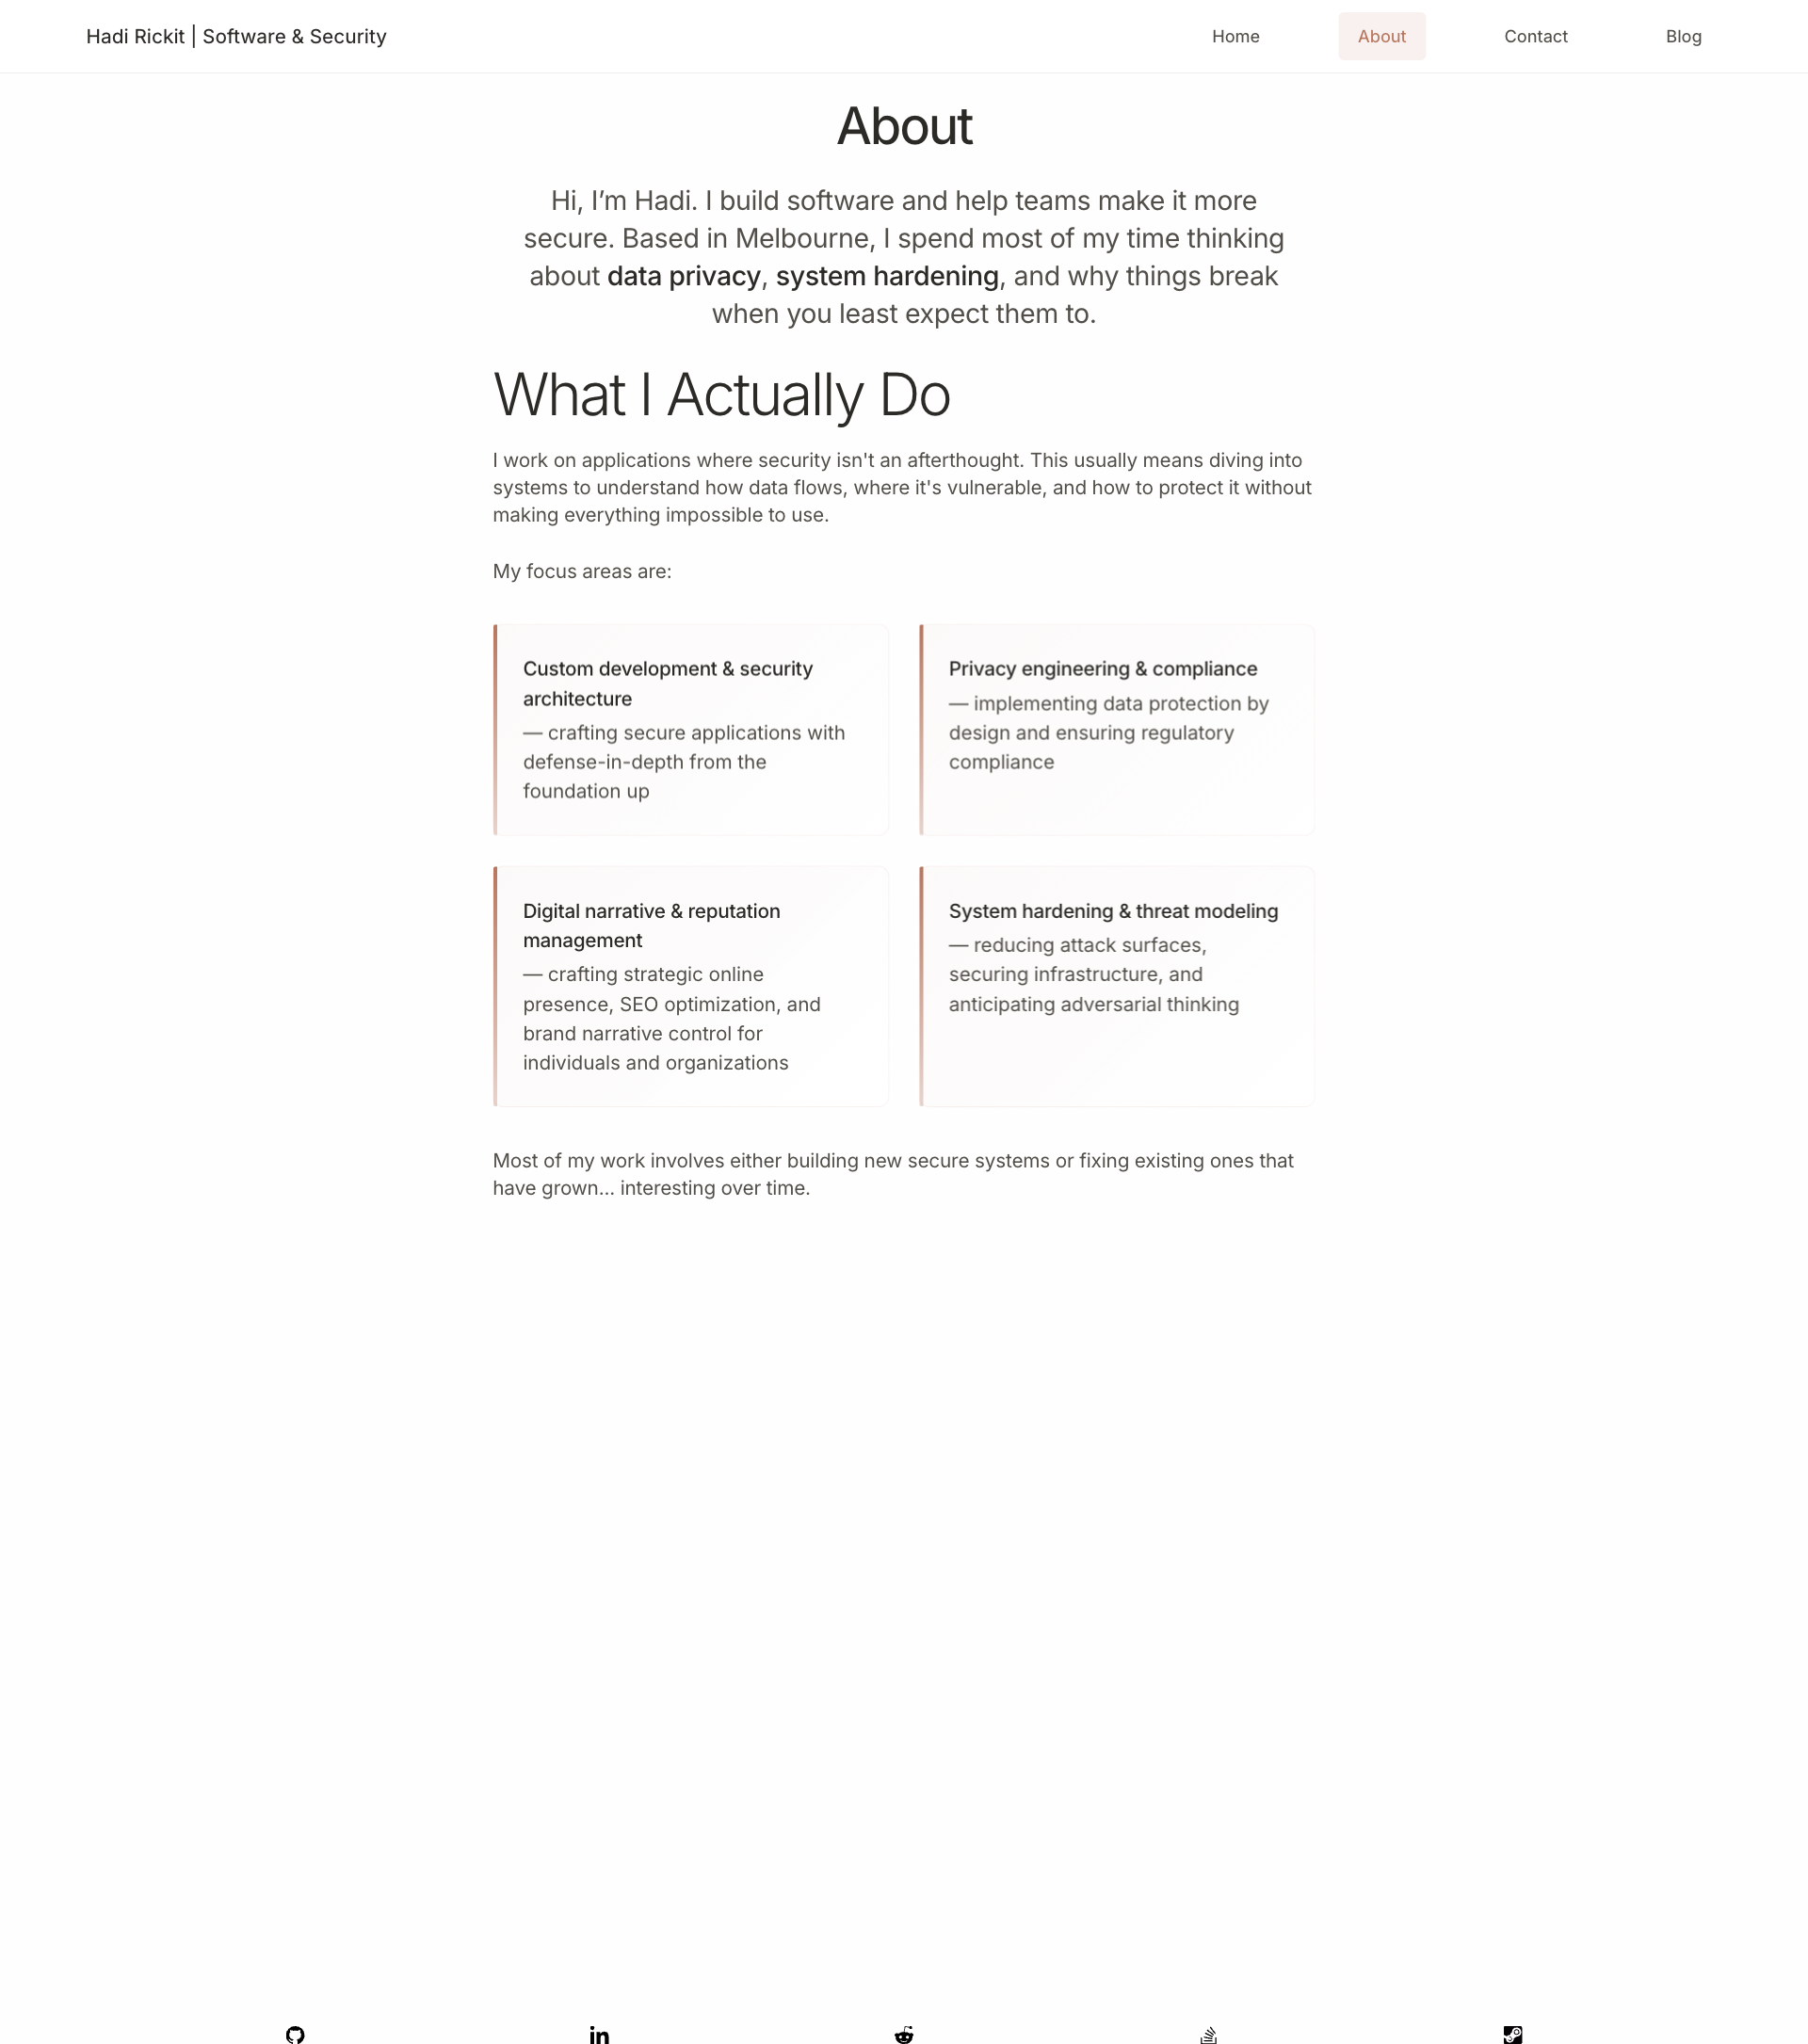 Hadi Rickit | Software & Security
Home
About
Contact
Blog
About
Hi, I’m Hadi. I build software and help teams make it more
secure. Based in Melbourne, I spend most of my time thinking
about data privacy, system hardening, and why things break
when you least expect them to.
What I Actually Do
I work on applications where security isn't an afterthought. This usually means diving into
systems to understand how data flows, where it's vulnerable, and how to protect it without
making everything impossible to use.
My focus areas are:
Custom development & security
architecture
— crafting secure applications with
defense-in-depth from the
foundation up
Privacy engineering & compliance
— implementing data protection by
design and ensuring regulatory
compliance
Digital narrative & reputation
management
— crafting strategic online
presence, SEO optimization, and
brand narrative control for
individuals and organizations
System hardening & threat modeling
— reducing attack surfaces,
securing infrastructure, and
anticipating adversarial thinking
Most of my work involves either building new secure systems or fixing existing ones that
have grown... interesting over time.
in